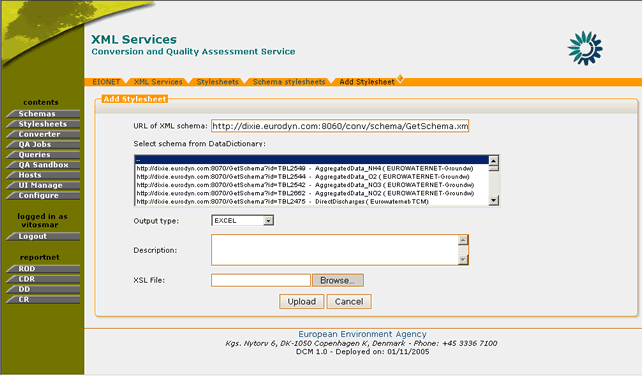 XML Services
Conversion and Quality Assessment Service
EIONET XML Services Stylesheets Schema stylesheets Add Stylesheet
contents
Schemas
Stylesheets
Converter
QA Jobs
Queries
QA Sandbox
Hosts
UI Manage
Configure
logged in as
vitosmar
Logout
reportnet
ROD
CDR
DD
CR
Add Stylesheet
URL of XML schema: http://dixie.eurodyn.com:8060/conv/schema/GetSchema.xm
Select schema from DataDictionary:
--
http://dixie.eurodyn.com:8070/GetSchema?id=TBL2549 - AggregatedData_NH4 ( EUROWATERNET-Groundw)
http://dixie.eurodyn.com:8070/GetSchema?id=TBL2544 - AggregatedData_O2 ( EUROWATERNET-Groundw)
http://dixie.eurodyn.com:8070/GetSchema?id=TBL2542 - AggregatedData_NO3 ( EUROWATERNET-Groundw)
http://dixie.eurodyn.com:8070/GetSchema?id=TBL2662 - AggregatedData_NO2 ( EUROWATERNET-Groundw)
http://dixie.eurodyn.com:8070/GetSchema?id=TBL2475 - DirectDischarges ( Eurowaterneb TCM)
Output type: EXCEL
Description:
XSL File: Browse...
Upload Cancel
European Environment Agency
Kgs. Nytorv 6, DK-1050 Copenhagen K, Denmark - Phone: +45 3336 7100
DCM 1.0 - Deployed on: 01/11/2005